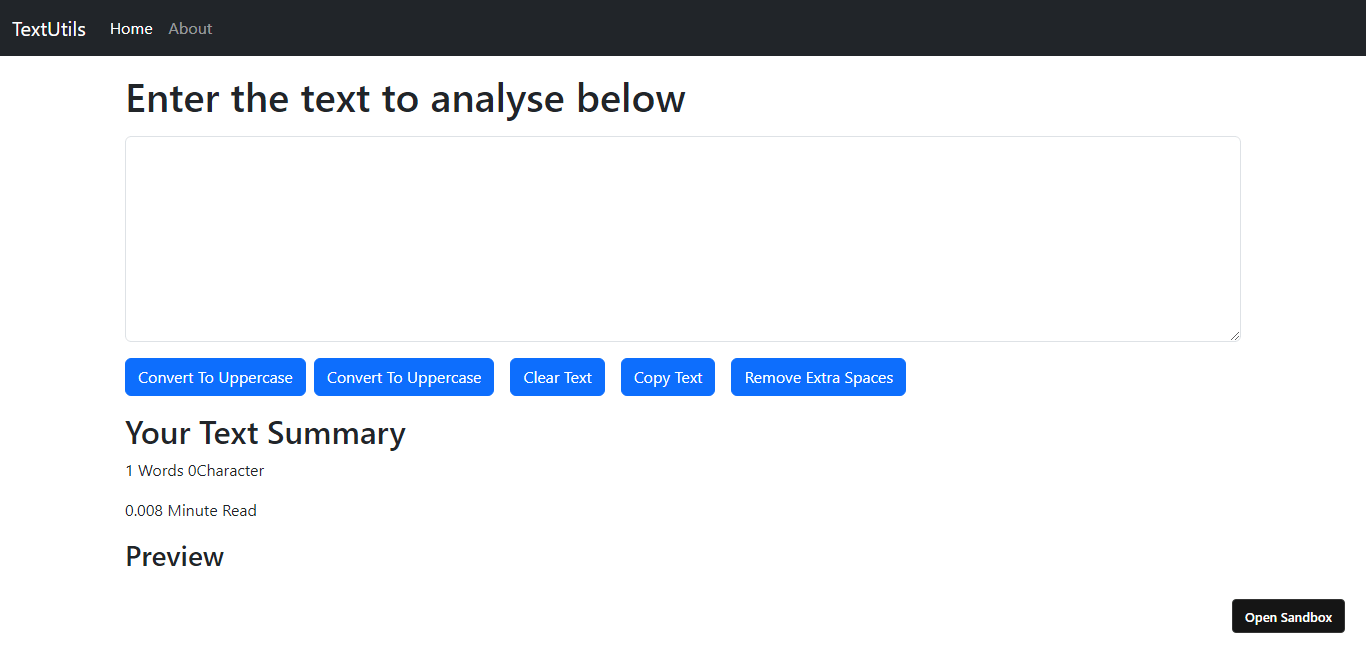 TextUtils Home About
Enter the text to analyse below
Convert To Uppercase Convert To Uppercase Clear Text Copy Text Remove Extra Spaces
Your Text Summary
1 Words 0Character
0.008 Minute Read
Preview
Open Sandbox